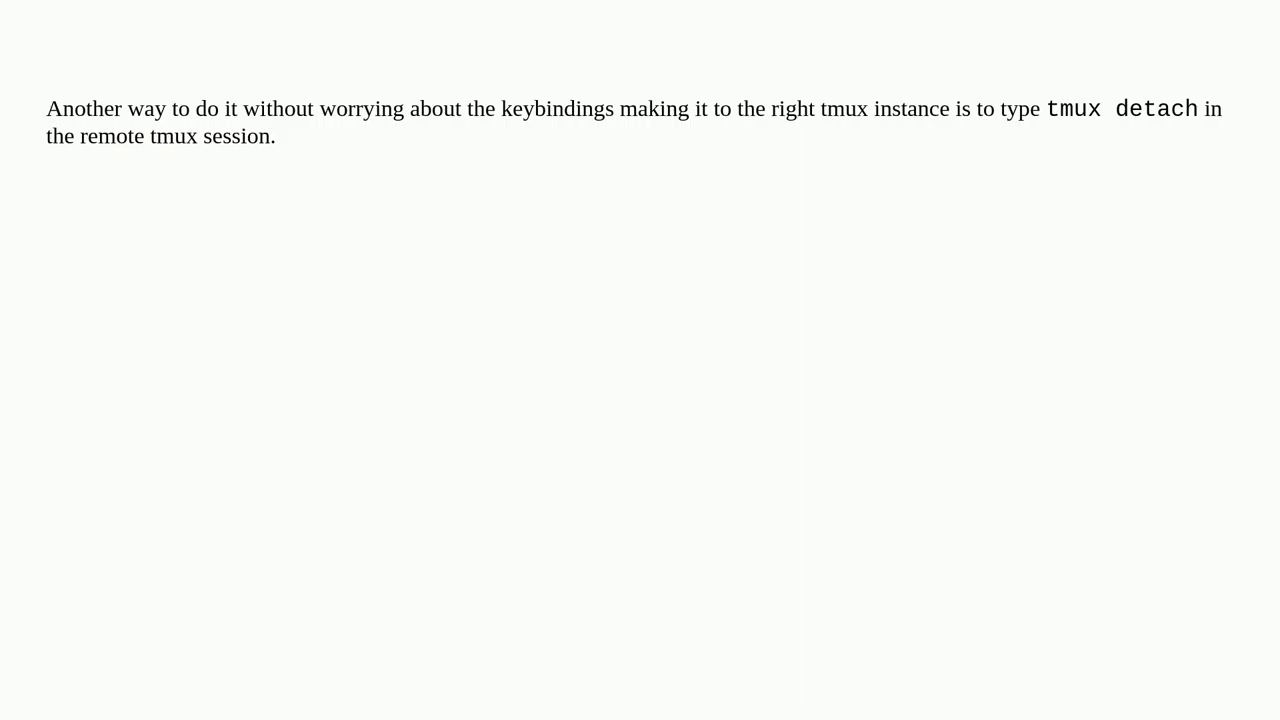 Another way to do it without worrying about the keybindings making it to the right tmux instance is to type tmux detach in
the remote tmux session.